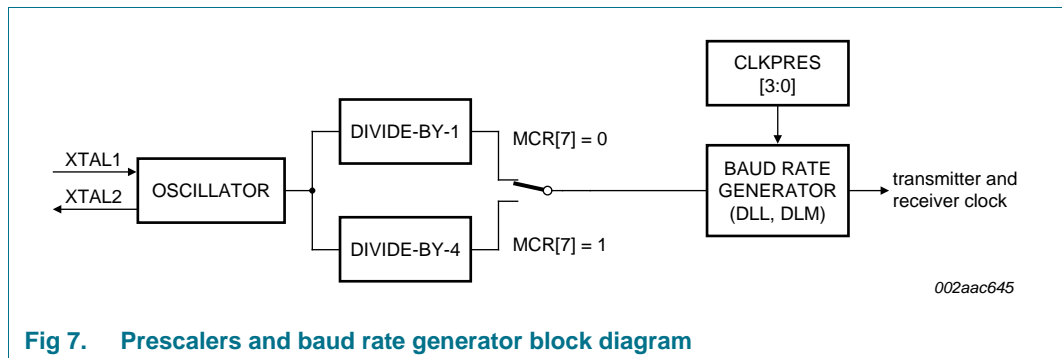 CLKPRES
[3:0]
DIVIDE-BY-1
MCR[7] = 0
XTAL1
XTAL2
OSCILLATOR
BAUD RATE
GENERATOR
(DLL, DLM)
transmitter and
receiver clock
DIVIDE-BY-4
MCR[7] = 1
002aac645
Fig 7. Prescalers and baud rate generator block diagram